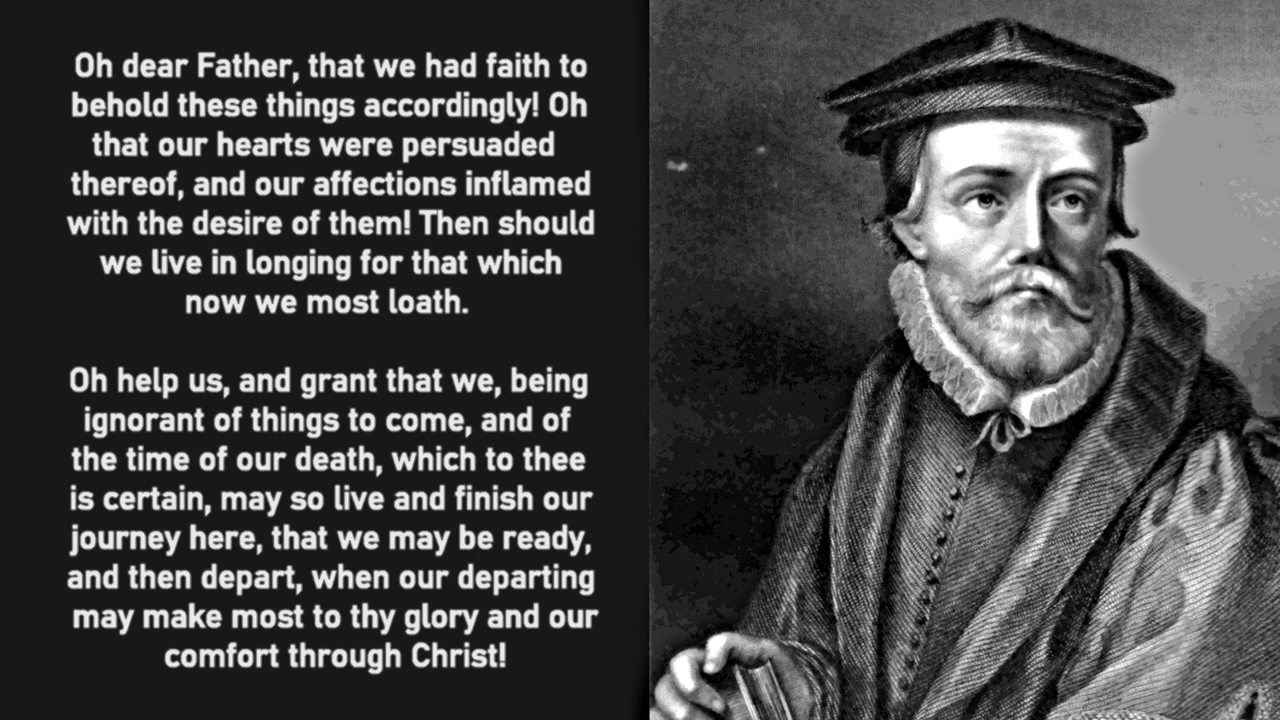 Oh dear Father, that we had faith to
behold these things accordingly! Oh
that our hearts were persuaded
thereof, and our affections inflamed
with the desire of them! Then should
we live in longing for that which
now we most loath.
Oh help us, and grant that we, being
ignorant of things to come, and of
the time of our death, which to thee
is certain, may so live and finish our
journey here, that we may be ready,
and then depart, when our departing
may make most to thy glory and our
comfort through Christ!